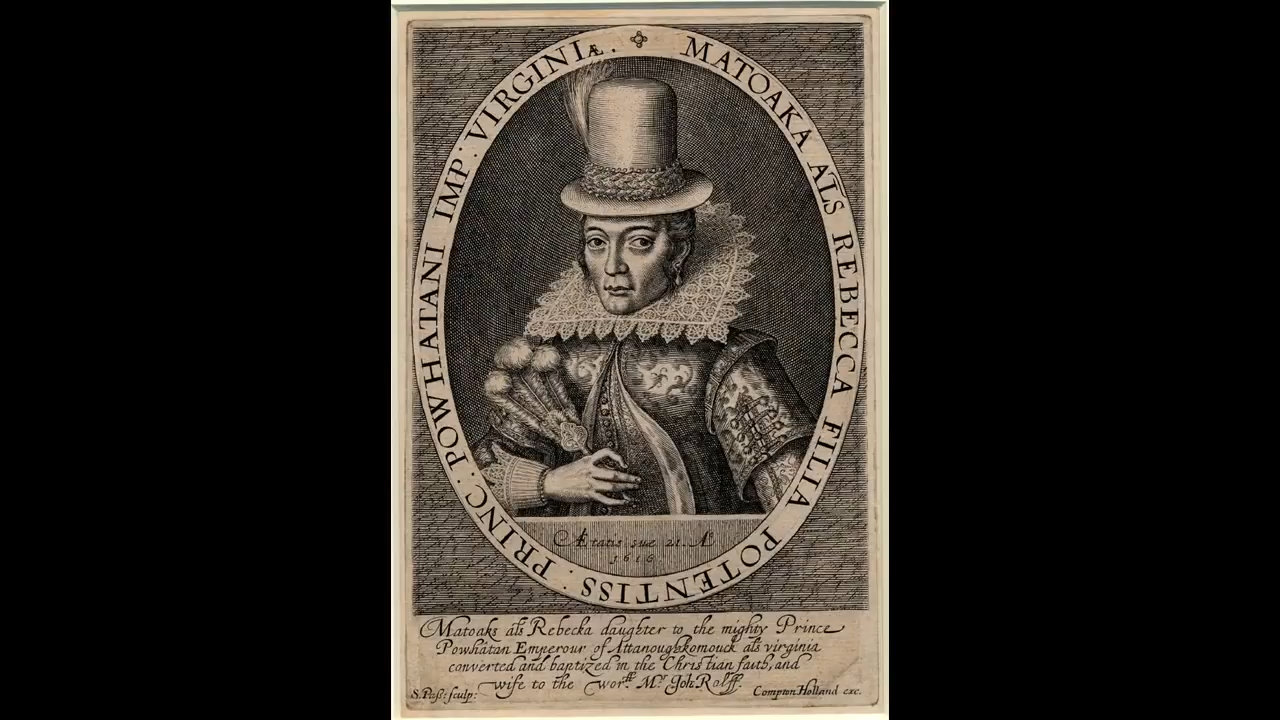 MATOAKA ALS REBECCA FILIA POTENTISS : PRINC : POWHATANI IMP : VIRGINIÆ .
Ætatis suæ 21. Ao
1616
Matoaks als Rebecka daughter to the mighty Prince
Powhatan Emperour of Attanoughkomouck als virginia
converted and baptized in the Christian faith, and
wife to the worff. Mr Joh Rolff.
S. Pass: sculp: Compton Holland exc.